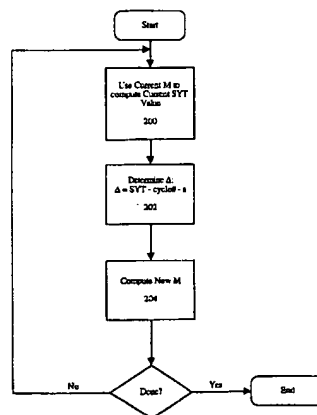 Start
Use Current M to
compute Current SYT
Value
200
Determine Δ:
Δ = SYT - cycle# - s
202
Compute New M
204
Done?
No
Yes
End